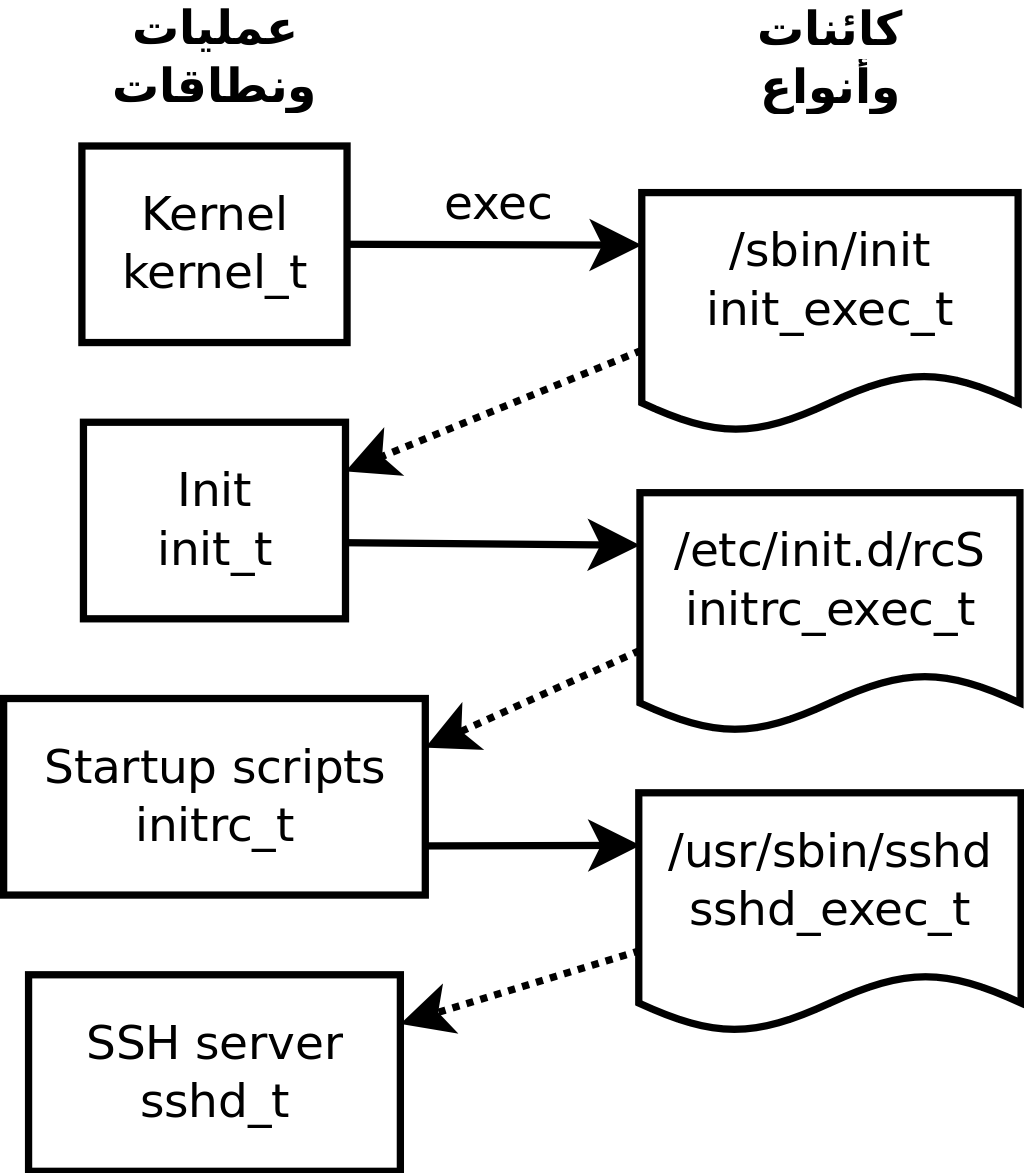 عمليات
ونطاقات
كائنات
وأنواع
Kernel
kernel_t
exec
/sbin/init
init_exec_t
Init
init_t
/etc/init.d/rcS
initrc_exec_t
Startup scripts
initrc_t
/usr/sbin/sshd
sshd_exec_t
SSH server
sshd_t